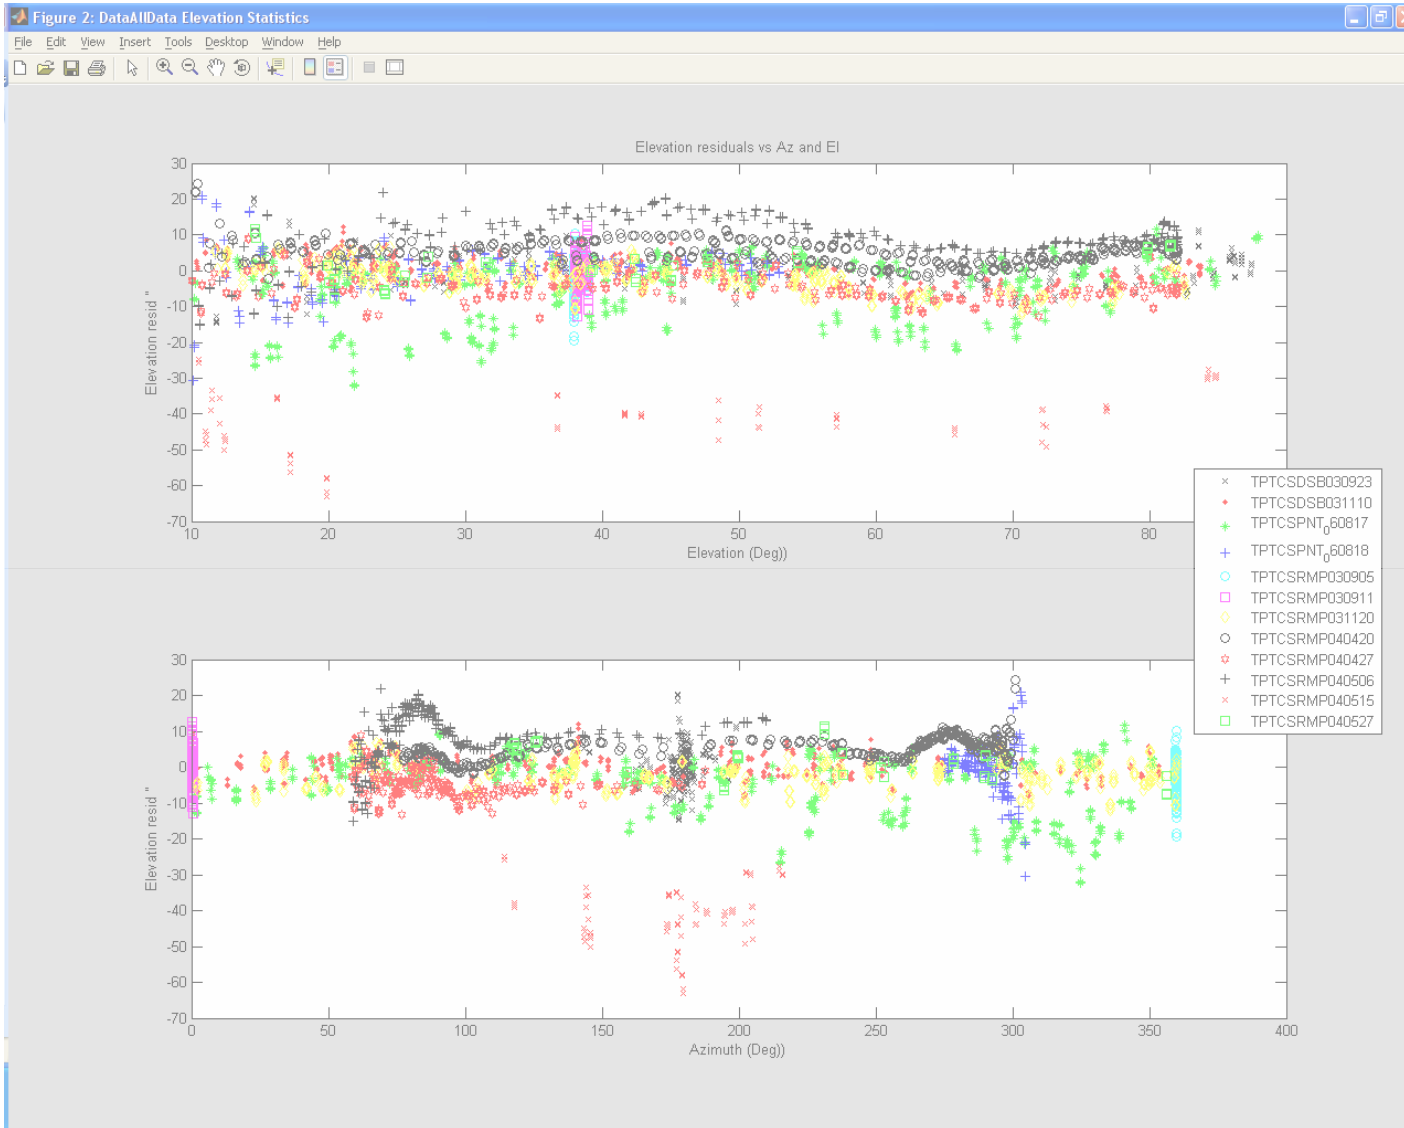 Figure 2: DataAllData Elevation Statistics
File Edit View Insert Tools Desktop Window Help
Elevation residuals vs Az and El
30
20
10
0
-10
-20
-30
-40
-50
-60
-70
Elevation resid "
10 20 30 40 50 60 70 80
Elevation (Deg))
TPTCSDSB030923
TPTCSDSB031110
TPTCSPNT060817
TPTCSPNT060818
TPTCSRMP030905
TPTCSRMP030911
TPTCSRMP031120
TPTCSRMP040420
TPTCSRMP040427
TPTCSRMP040506
TPTCSRMP040515
TPTCSRMP040527
30
20
10
0
-10
-20
-30
-40
-50
-60
-70
Elevation resid "
0 50 100 150 200 250 300 350 400
Azimuth (Deg))